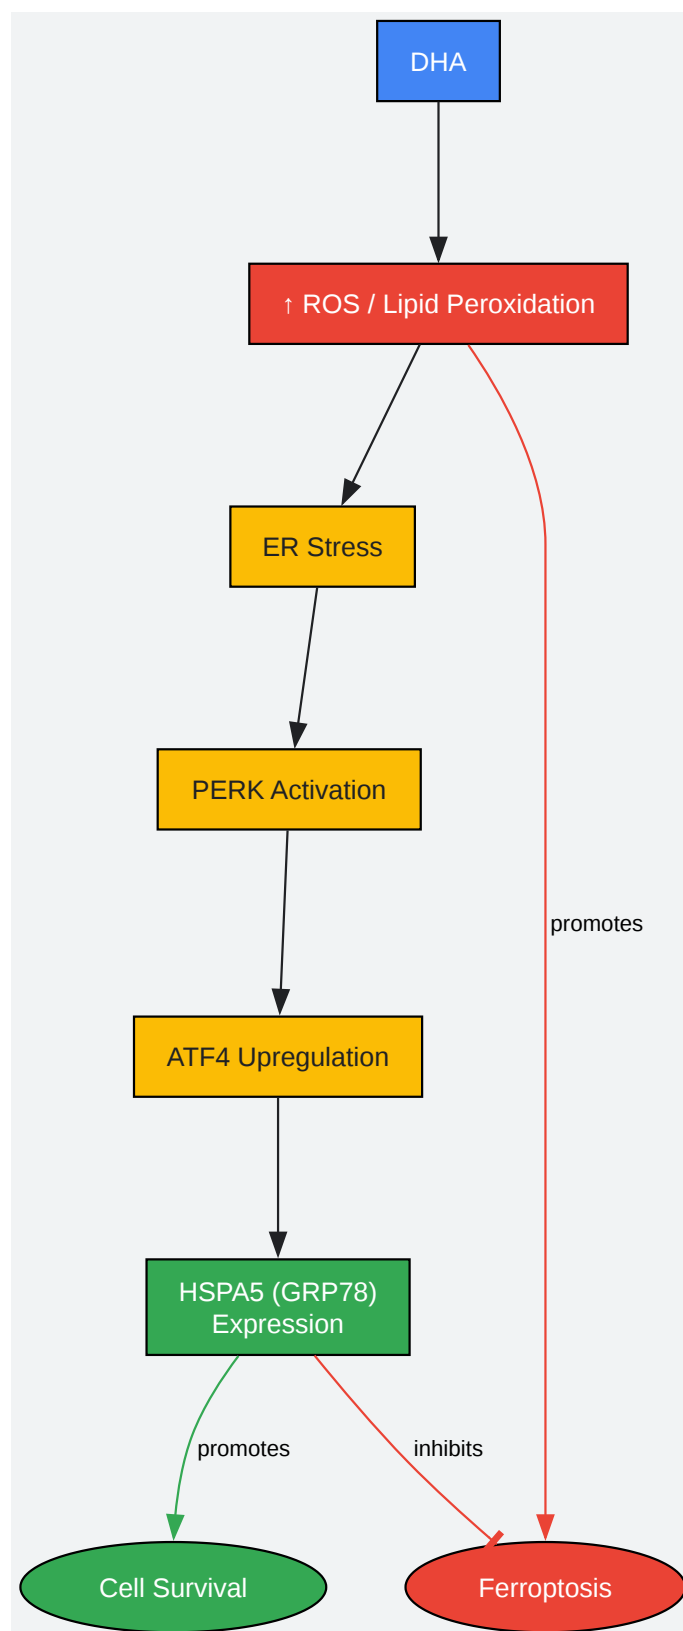 DHA
↑ ROS / Lipid Peroxidation
ER Stress
PERK Activation
promotes
ATF4 Upregulation
HSPA5 (GRP78)
Expression
promotes
inhibits
Cell Survival
Ferroptosis